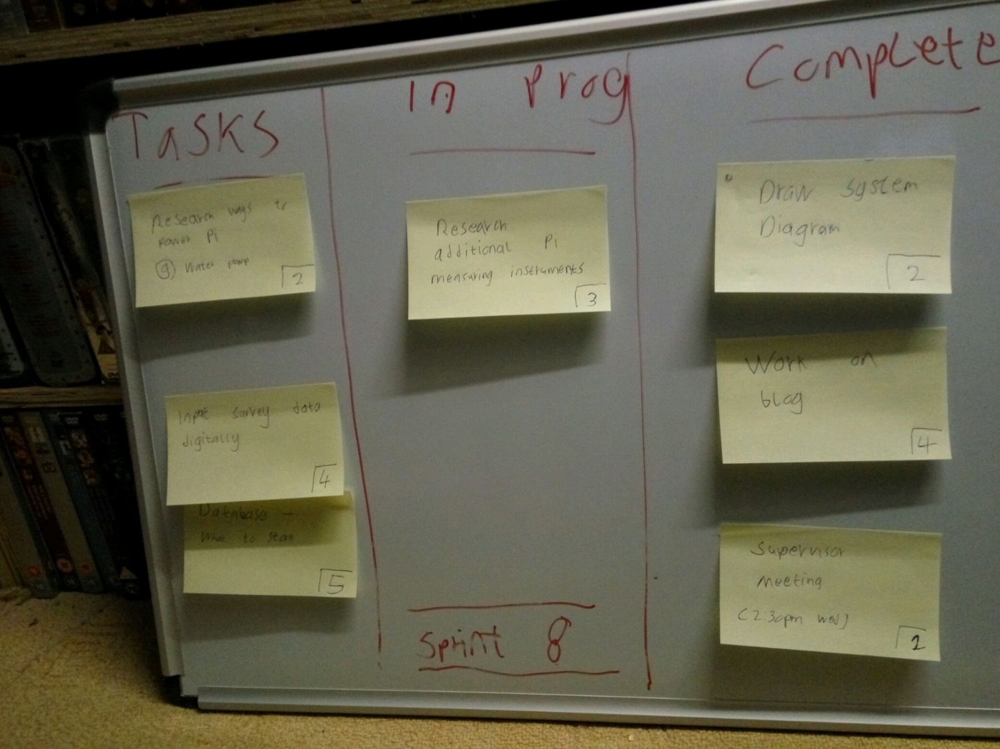 Tasks
Research ways to
power Pi
9 Water pump
2
Input survey data
digitally
4
Database -
What to store
5
In Prog
Research
additional Pi
measuring instruments
3
Sprint 8
Complete
Draw system
Diagram
2
Work on
blog
4
Supervisor
meeting
(2:30pm wed)
2